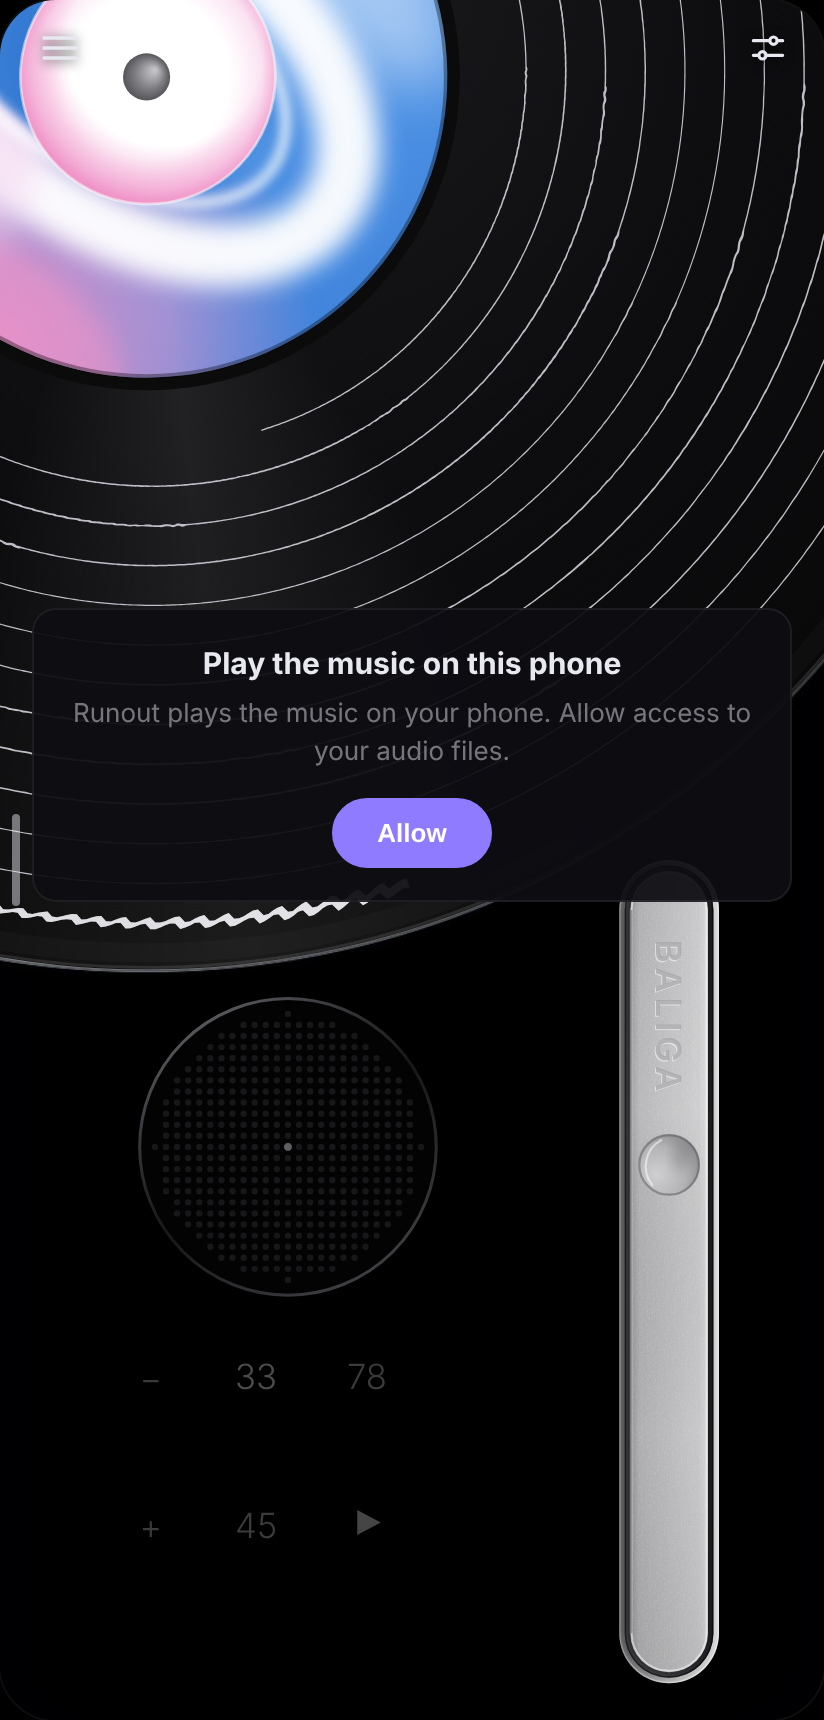 Play the music on this phone
Runout plays the music on your phone. Allow access to
your audio files.
Allow
BALIGA
− 33 78
+ 45